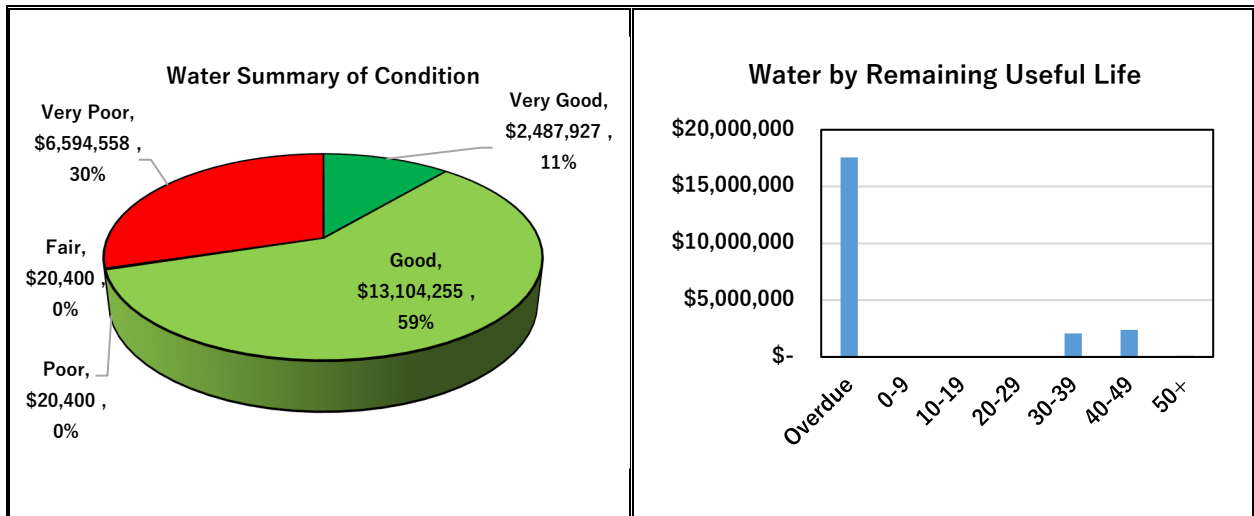 Water Summary of Condition
Very Poor,
$6,594,558 ,
30%
Very Good,
$2,487,927 ,
11%
Fair,
$20,400 ,
0%
Good,
$13,104,255 ,
59%
Poor,
$20,400 ,
0%
Water by Remaining Useful Life
$20,000,000
$15,000,000
$10,000,000
$5,000,000
$-
Overdue
0-9
10-19
20-29
30-39
40-49
50+